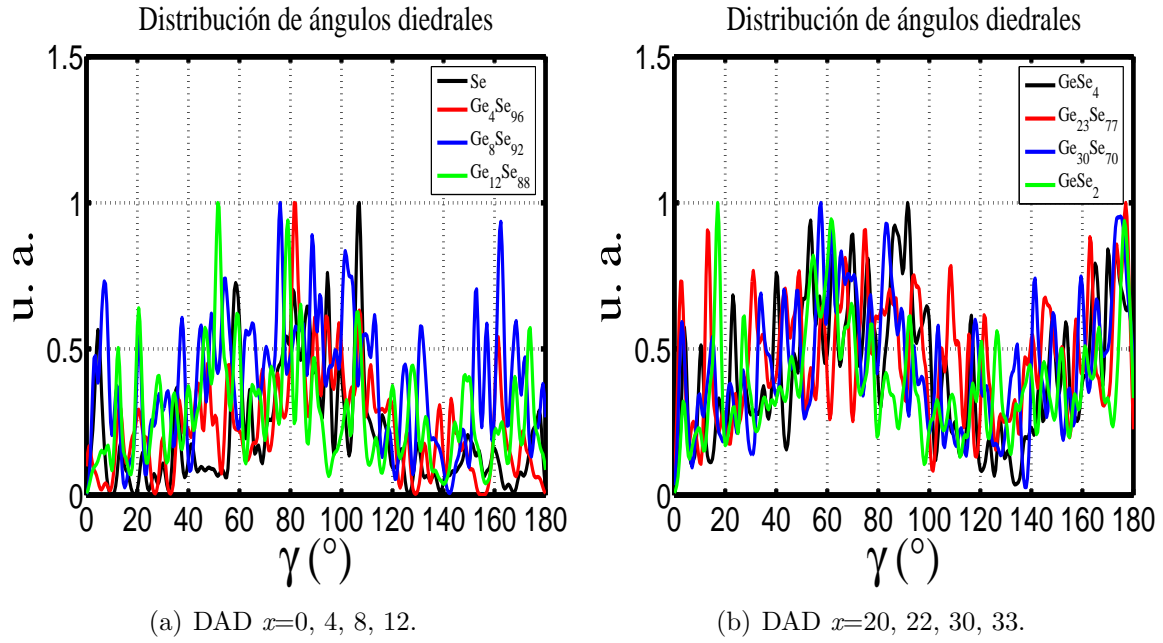 Distribución de ángulos diedrales
1.5
1
0.5
0
u. a.
Se
Ge4Se96
Ge8Se92
Ge12Se88
0 20 40 60 80 100 120 140 160 180
γ (°)
(a) DAD x=0, 4, 8, 12.
Distribución de ángulos diedrales
1.5
1
0.5
0
u. a.
GeSe4
Ge23Se77
Ge30Se70
GeSe2
0 20 40 60 80 100 120 140 160 180
γ (°)
(b) DAD x=20, 22, 30, 33.